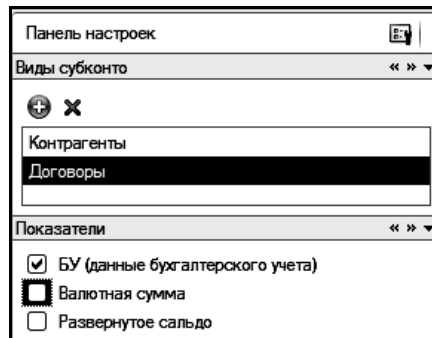 Панель настроек
Виды субконто
Контрагенты
Договоры
Показатели
БУ (данные бухгалтерского учета)
Валютная сумма
Развернутое сальдо